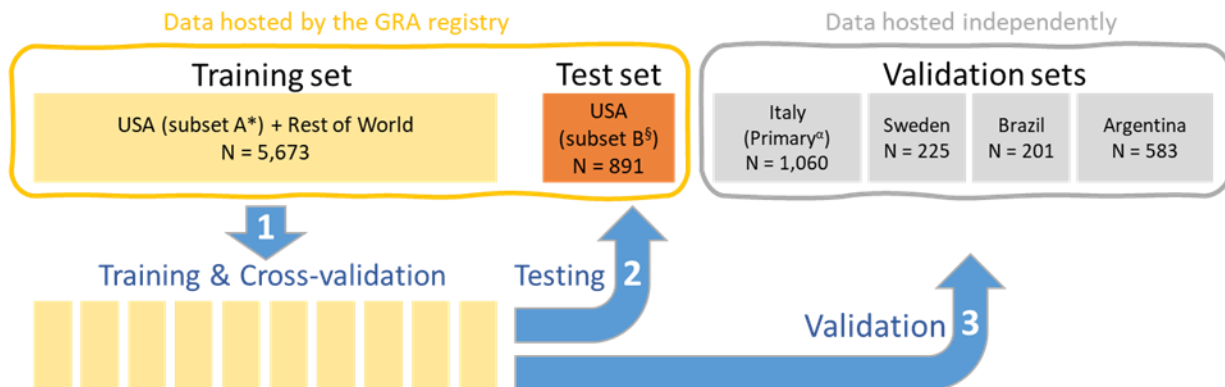 Data hosted by the GRA registry
Data hosted independently
Training set
Test set
Validation sets
USA (subset A*) + Rest of World
N = 5,673
USA
(subset B§)
N = 891
Italy
(Primaryα)
N = 1,060
Sweden
N = 225
Brazil
N = 201
Argentina
N = 583
1
Training & Cross-validation
Testing 2
Validation 3